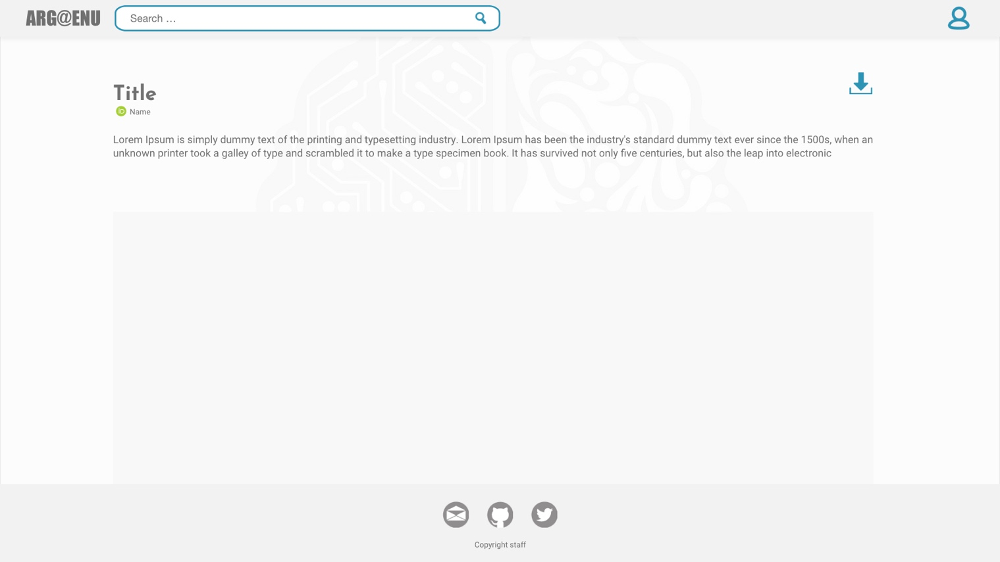 ARG@ENU
Search ...
Title
iD Name
Lorem Ipsum is simply dummy text of the printing and typesetting industry. Lorem Ipsum has been the industry's standard dummy text ever since the 1500s, when an
unknown printer took a galley of type and scrambled it to make a type specimen book. It has survived not only five centuries, but also the leap into electronic
Copyright staff